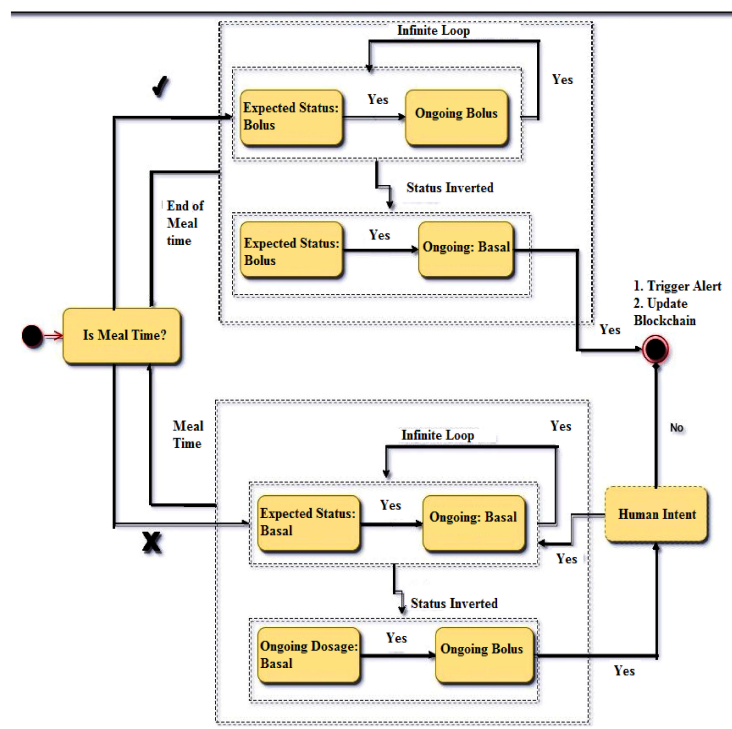 Infinite Loop
Yes
Expected Status:
Bolus
Yes
Ongoing Bolus
Status Inverted
End of
Meal
time
Expected Status:
Bolus
Yes
Ongoing: Basal
1. Trigger Alert
2. Update
Blockchain
Yes
Is Meal Time?
Meal
Time
Infinite Loop
Yes
No
Expected Status:
Basal
Yes
Ongoing: Basal
Human Intent
Yes
Status Inverted
Ongoing Dosage:
Basal
Yes
Ongoing Bolus
Yes